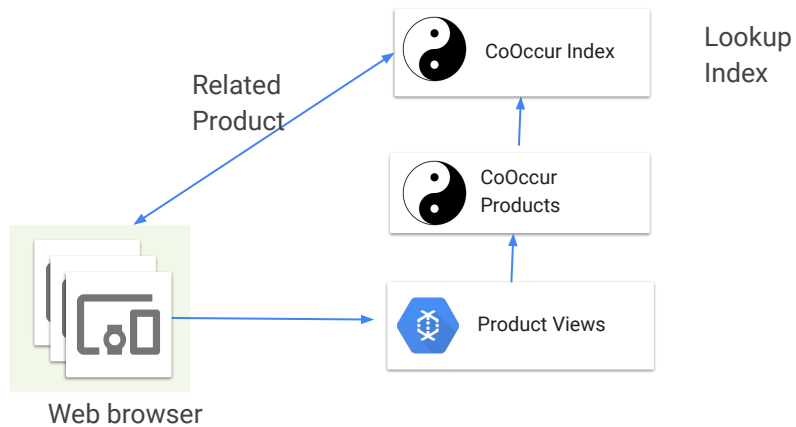 CoOccur Index
Lookup
Index
Related
Product
CoOccur
Products
Product Views
Web browser